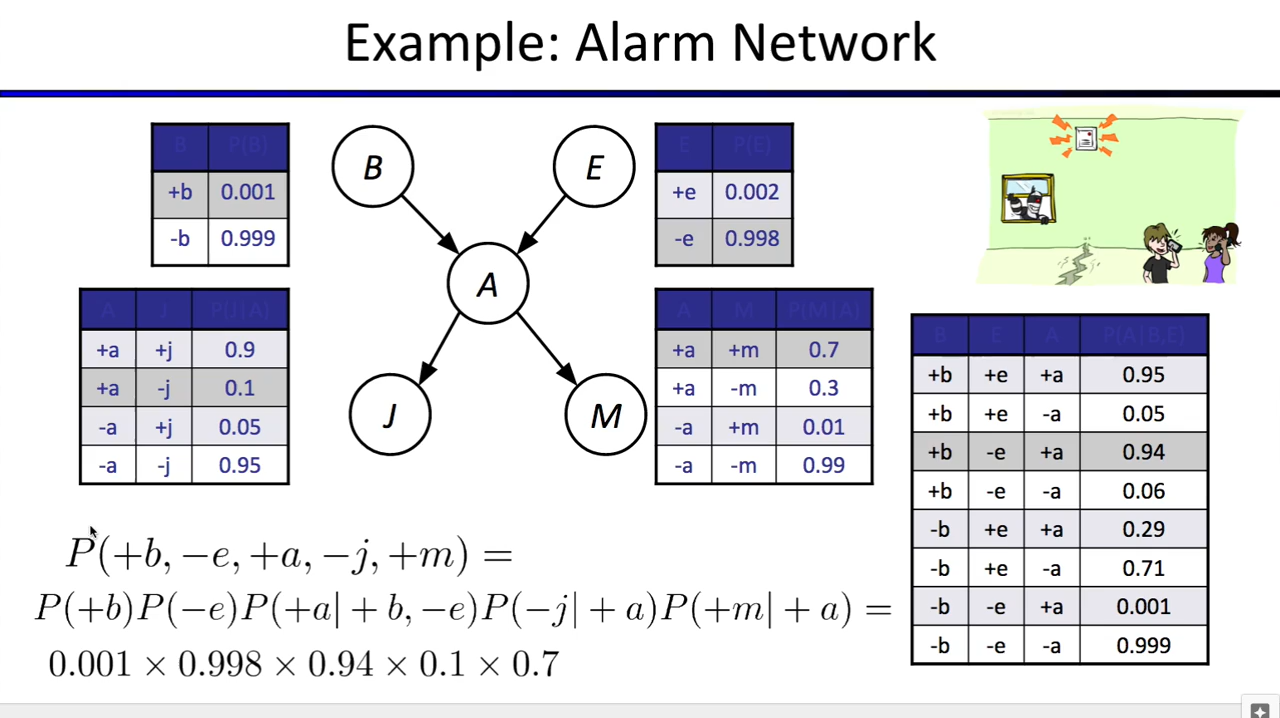 Example: Alarm Network
B P(B)
+b 0.001
-b 0.999
B
E
E P(E)
+e 0.002
-e 0.998
A
A J P(J|A)
+a +j 0.9
+a -j 0.1
-a +j 0.05
-a -j 0.95
J
M
A M P(M|A)
+a +m 0.7
+a -m 0.3
-a +m 0.01
-a -m 0.99
B E A P(A|B,E)
+b +e +a 0.95
+b +e -a 0.05
+b -e +a 0.94
+b -e -a 0.06
-b +e +a 0.29
-b +e -a 0.71
-b -e +a 0.001
-b -e -a 0.999
P(+b, −e, +a, −j, +m) =
P(+b)P(−e)P(+a| + b, −e)P(−j| + a)P(+m| + a) =
0.001 × 0.998 × 0.94 × 0.1 × 0.7